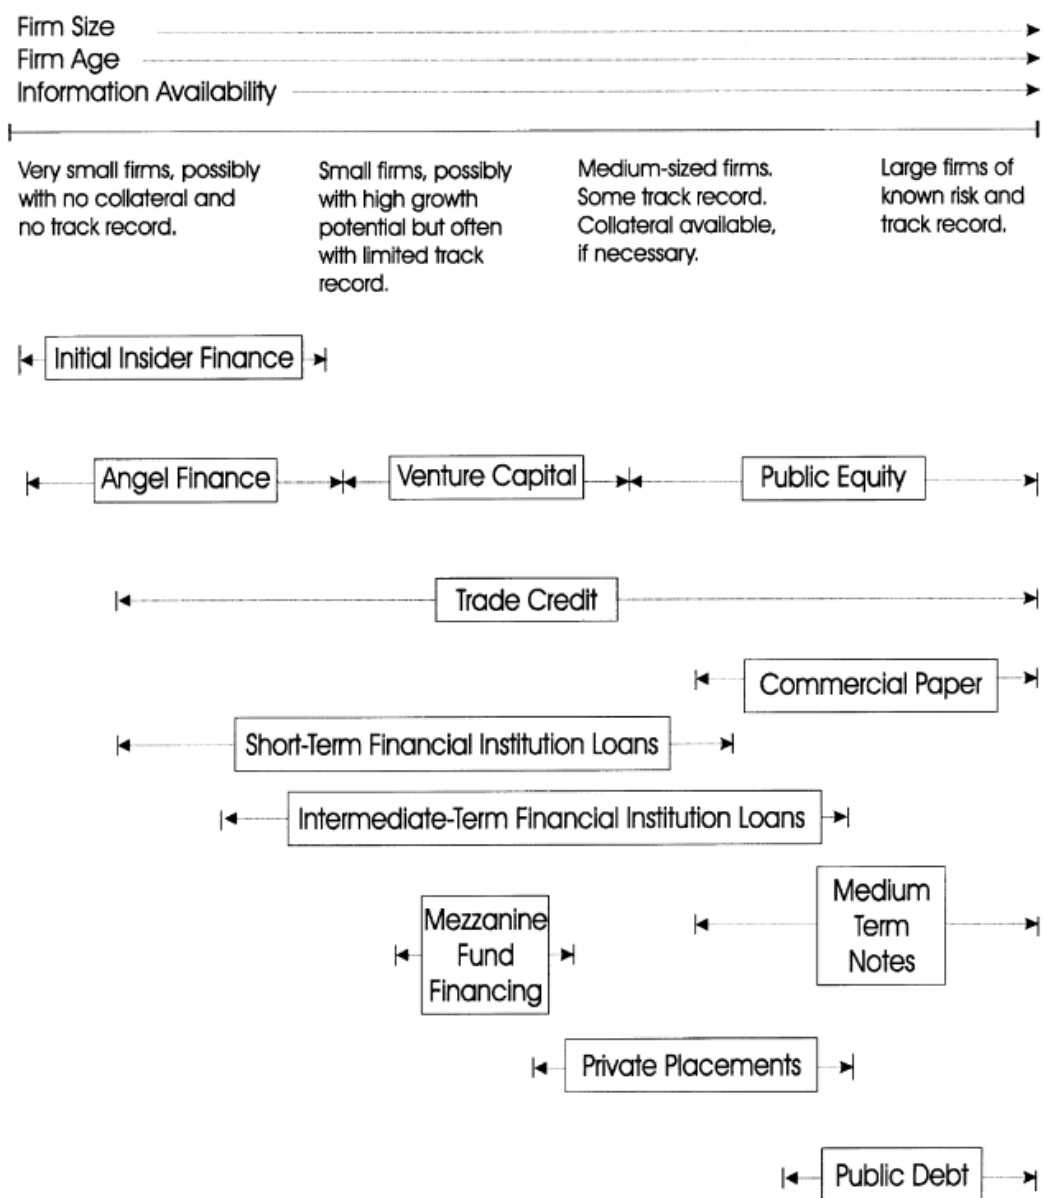 Firm Size
Firm Age
Information Availability
Very small firms, possibly
with no collateral and
no track record.
Small firms, possibly
with high growth
potential but often
with limited track
record.
Medium-sized firms.
Some track record.
Collateral available,
if necessary.
Large firms of
known risk and
track record.
Initial Insider Finance
Angel Finance
Venture Capital
Public Equity
Trade Credit
Commercial Paper
Short-Term Financial Institution Loans
Intermediate-Term Financial Institution Loans
Mezzanine
Fund
Financing
Medium
Term
Notes
Private Placements
Public Debt